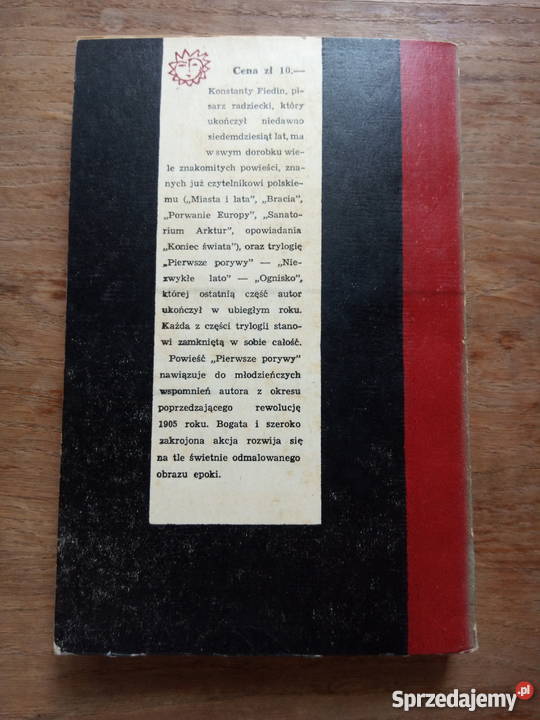 Cena zł 10.—
Konstanty Fiedin, pi-
sarz radziecki, który
ukończył niedawno
siedemdziesiąt lat, ma
w swym dorobku wie-
le znakomitych powieści, zna-
nych już czytelnikowi polskie-
mu („Miasta i lata”, „Bracia”,
„Porwanie Europy”, „Sanato-
rium Arktur”, opowiadania
„Koniec świata”), oraz trylogię
„Pierwsze porywy” — „Nie-
zwykłe lato” — „Ognisko”,
której ostatnią część autor
ukończył w ubiegłym roku.
Każda z części trylogii stano-
wi zamkniętą w sobie całość.
Powieść „Pierwsze porywy”
nawiązuje do młodzieńczych
wspomnień autora z okresu
poprzedzającego rewolucję
1905 roku. Bogata i szeroko
zakrojona akcja rozwija się
na tle świetnie odmalowanego
obrazu epoki.
Sprzedajemy.pl